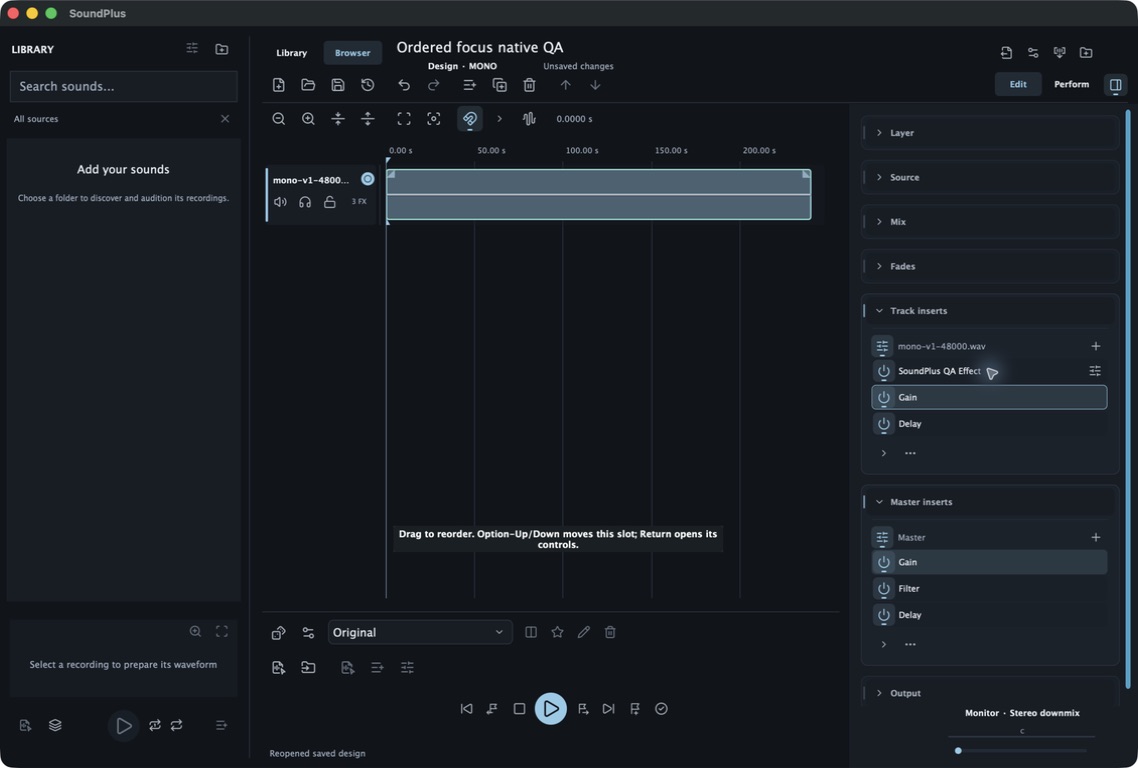 SoundPlus
LIBRARY
Search sounds...
All sources
Add your sounds
Choose a folder to discover and audition its recordings.
Select a recording to prepare its waveform
Library
Browser
Ordered focus native QA
Design · MONO
Unsaved changes
Edit
Perform
0.0000 s
0.00 s
50.00 s
100.00 s
150.00 s
200.00 s
mono-v1-4800...
3 FX
Drag to reorder. Option-Up/Down moves this slot; Return opens its
controls.
Original
Reopened saved design
Layer
Source
Mix
Fades
Track inserts
mono-v1-48000.wav
SoundPlus QA Effect
Gain
Delay
...
Master inserts
Master
Gain
Filter
Delay
...
Output
Monitor · Stereo downmix
C